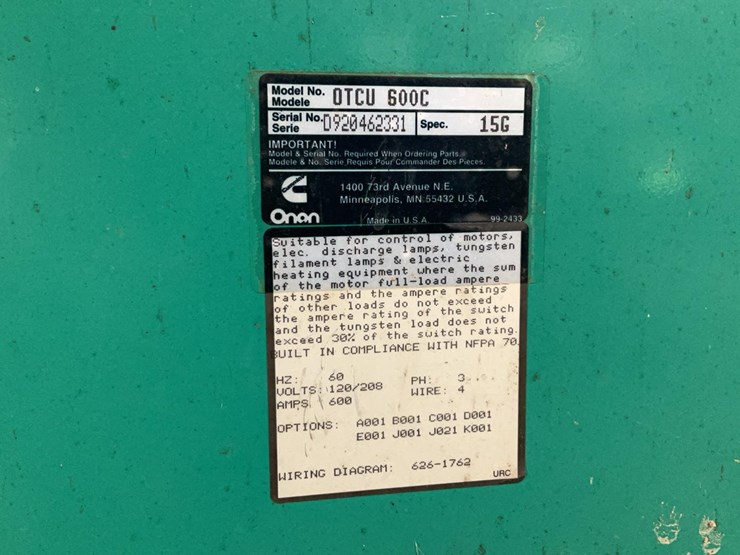 Model No. OTCU 600C
Modele
Serial No. D920462331 Spec. 15G
Serie
IMPORTANT!
Model & Serial No. Required When Ordering Parts.
Modele & No. Serie Requis Pour Commander Des Pieces.
1400 73rd Avenue N.E.
Minneapolis, MN 55432 U.S.A.
Onan Made in U.S.A. 99-2433
Suitable for control of motors,
elec. discharge lamps, tungsten
filament lamps & electric
heating equipment where the sum
of the motor full-load ampere
ratings and the ampere ratings
of other loads do not exceed
the ampere rating of the switch
and the tungsten load does not
exceed 30% of the switch rating.
BUILT IN COMPLIANCE WITH NFPA 70.
HZ: 60 PH: 3
VOLTS: 120/208 WIRE: 4
AMPS 600
OPTIONS: A001 B001 C001 D001
E001 J001 J021 K001
WIRING DIAGRAM: 626-1762
URC